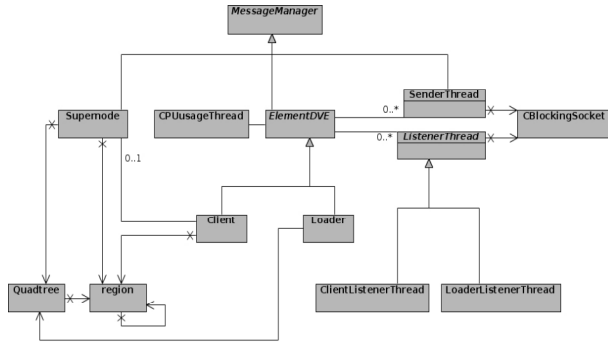 MessageManager
SenderThread
0..*
Supernode
CPUusageThread
ElementDVE
CBlockingSocket
0..*
ListenerThread
0..1
Client
Loader
Quadtree
region
ClientListenerThread
LoaderListenerThread